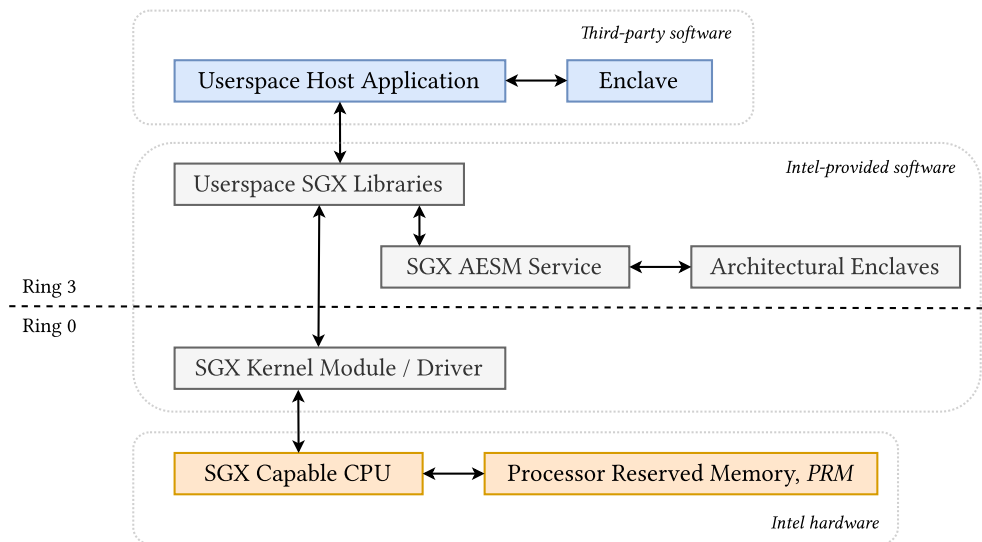 Third-party software
Userspace Host Application
Enclave
Intel-provided software
Userspace SGX Libraries
SGX AESM Service
Architectural Enclaves
Ring 3
Ring 0
SGX Kernel Module / Driver
SGX Capable CPU
Processor Reserved Memory, PRM
Intel hardware